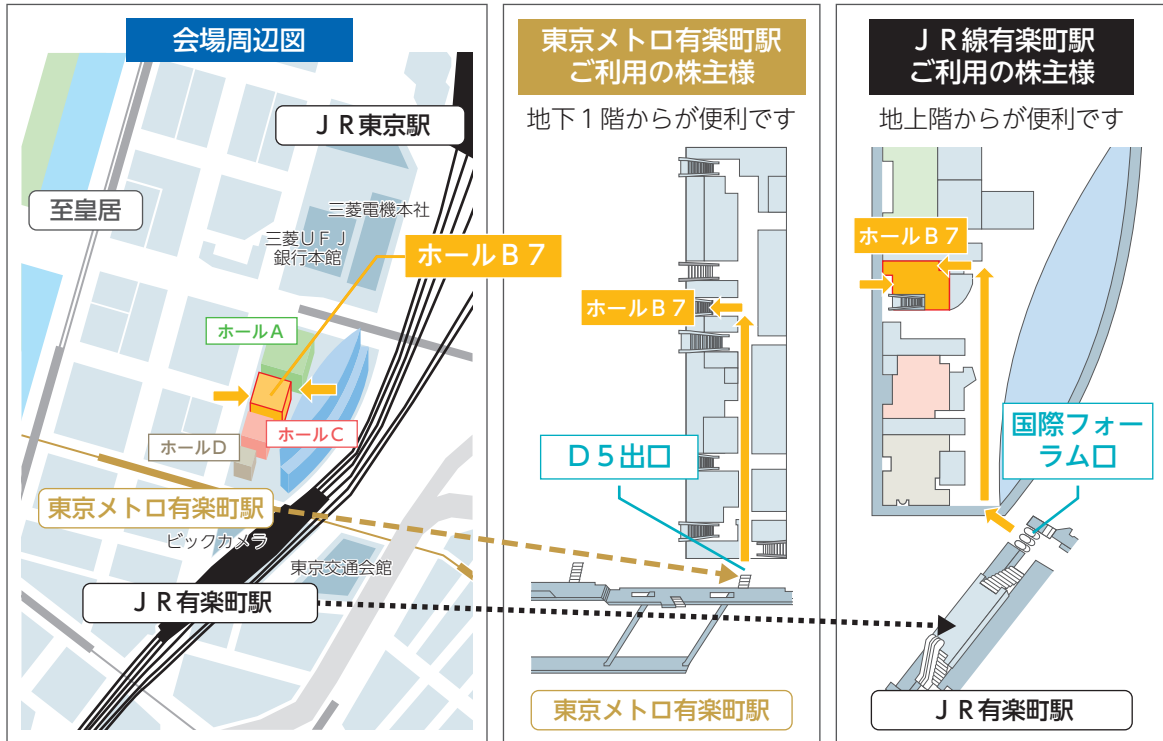 会場周辺図
ＪＲ東京駅
至皇居
三菱電機本社
三菱ＵＦＪ
銀行本館
ホールＢ７
ホールＡ
ホールＣ
ホールＤ
東京メトロ有楽町駅
ビックカメラ
東京交通会館
ＪＲ有楽町駅
東京メトロ有楽町駅
ご利用の株主様
地下１階からが便利です
ホールＢ７
Ｄ５出口
東京メトロ有楽町駅
ＪＲ線有楽町駅
ご利用の株主様
地上階からが便利です
ホールＢ７
国際フォー
ラム口
ＪＲ有楽町駅